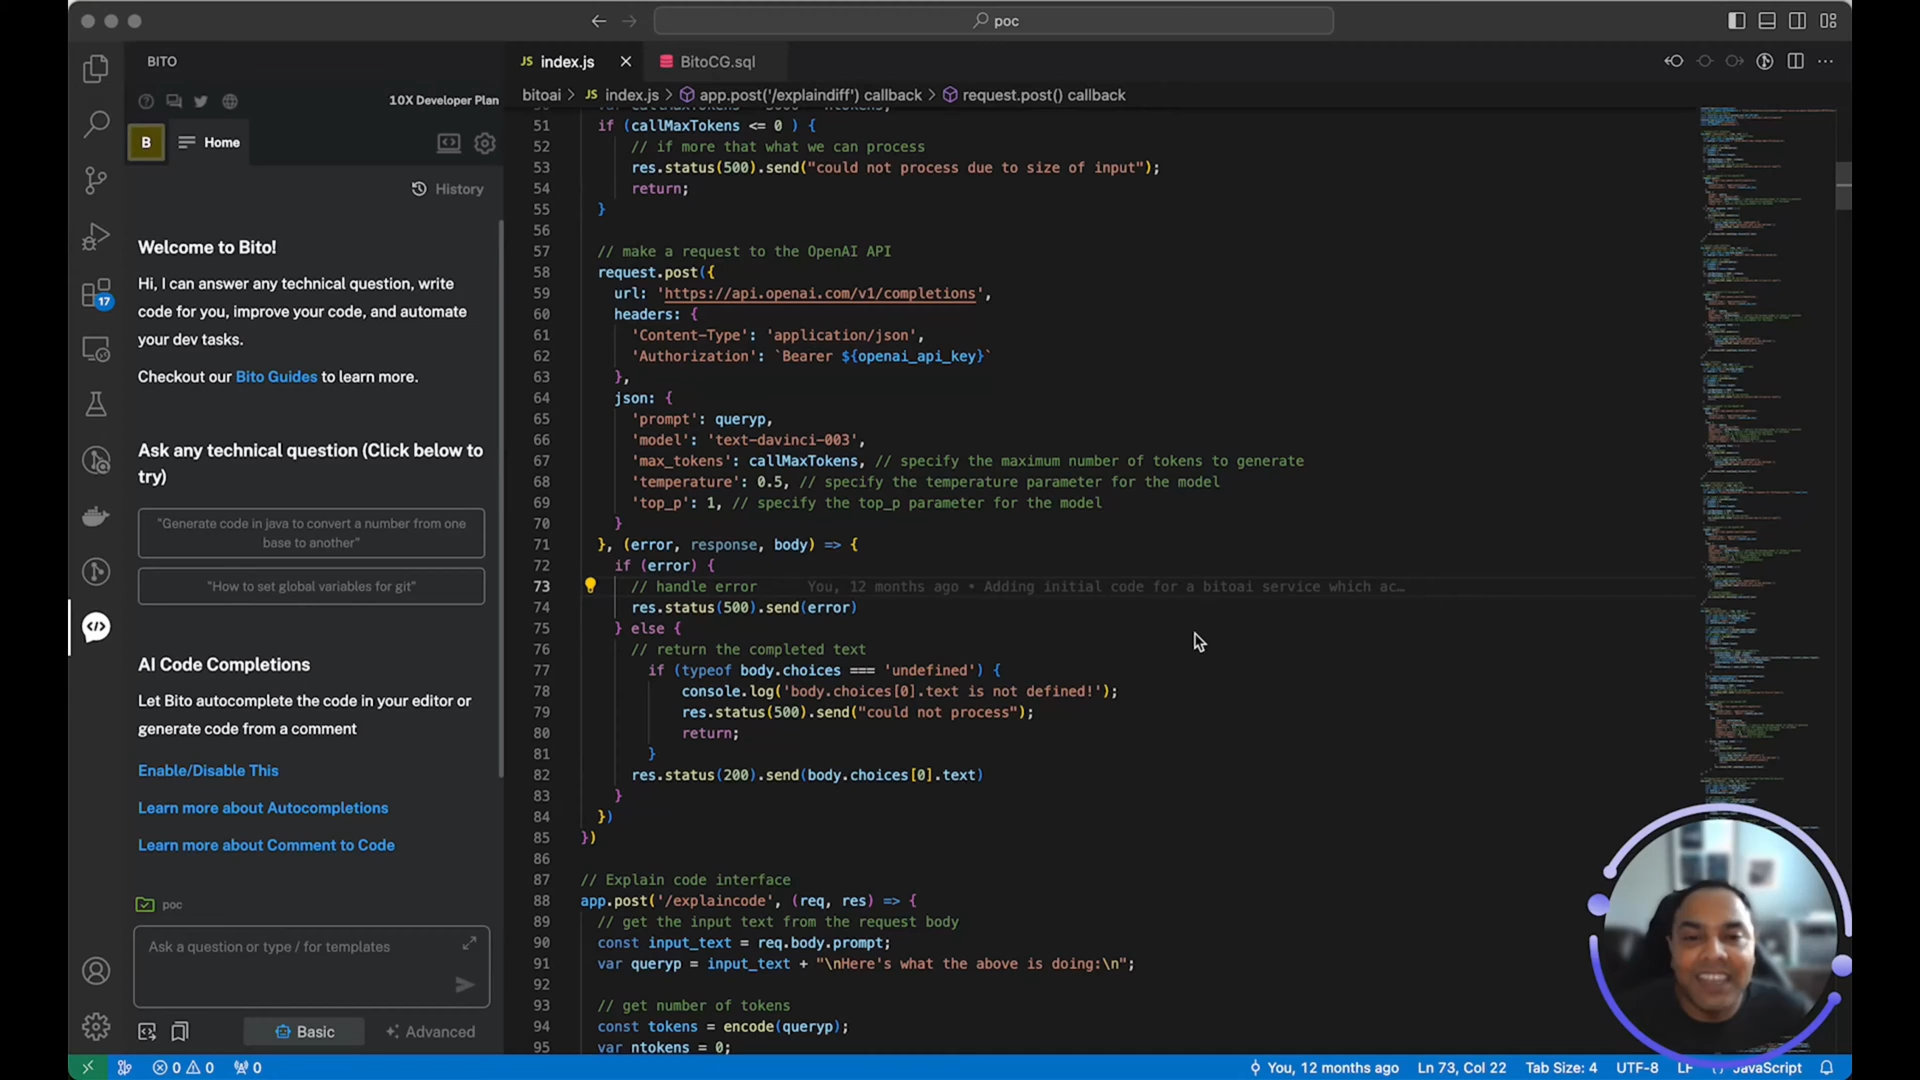 poc
BITO
10X Developer Plan
B
Home
History
Welcome to Bito!
Hi, I can answer any technical question, write
code for you, improve your code, and automate
your dev tasks.
Checkout our Bito Guides to learn more.
Ask any technical question (Click below to
try)
"Generate code in java to convert a number from one
base to another"
"How to set global variables for git"
AI Code Completions
Let Bito autocomplete the code in your editor or
generate code from a comment
Enable/Disable This
Learn more about Autocompletions
Learn more about Comment to Code
poc
Ask a question or type / for templates
Basic
Advanced
17
JS index.js
BitoCG.sql
bitoai > JS index.js > app.post('/explaindiff') callback > request.post() callback
51 if (callMaxTokens <= 0 ) {
52 // if more that what we can process
53 res.status(500).send("could not process due to size of input");
54 return;
55 }
56
57 // make a request to the OpenAI API
58 request.post({
59 url: 'https://api.openai.com/v1/completions',
60 headers: {
61 'Content-Type': 'application/json',
62 'Authorization': `Bearer ${openai_api_key}`
63 },
64 json: {
65 'prompt': queryp,
66 'model': 'text-davinci-003',
67 'max_tokens': callMaxTokens, // specify the maximum number of tokens to generate
68 'temperature': 0.5, // specify the temperature parameter for the model
69 'top_p': 1, // specify the top_p parameter for the model
70 }
71 }, (error, response, body) => {
72 if (error) {
73 // handle error You, 12 months ago • Adding initial code for a bitoai service which ac…
74 res.status(500).send(error)
75 } else {
76 // return the completed text
77 if (typeof body.choices === 'undefined') {
78 console.log('body.choices[0].text is not defined!');
79 res.status(500).send("could not process");
80 return;
81 }
82 res.status(200).send(body.choices[0].text)
83 }
84 })
85 })
86
87 // Explain code interface
88 app.post('/explaincode', (req, res) => {
89 // get the input text from the request body
90 const input_text = req.body.prompt;
91 var queryp = input_text + "\nHere's what the above is doing:\n";
92
93 // get number of tokens
94 const tokens = encode(queryp);
95 var ntokens = 0;
0 0 0
You, 12 months ago Ln 73, Col 22 Tab Size: 4 UTF-8 LF JavaScript